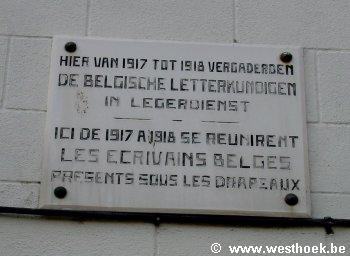 HIER VAN 1917 TOT 1918 VERGADERDEN
DE BELGISCHE LETTERKUNDIGEN
IN LEGERDIENST
ICI DE 1917 A 1918 SE REUNIRENT
LES ECRIVAINS BELGES
PRESENTS SOUS LES DRAPEAUX
© www.westhoek.be